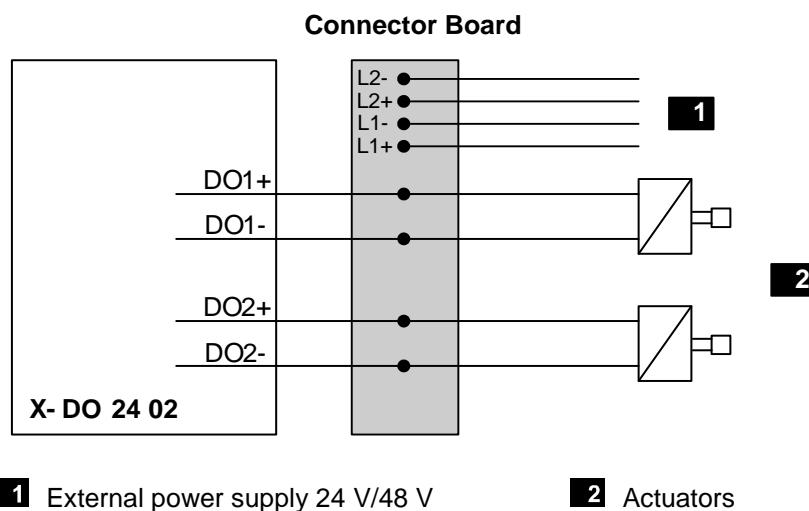 Connector Board
L2-
L2+
L1-
L1+
1
DO1+
DO1-
2
DO2+
DO2-
X- DO 24 02
1 External power supply 24 V/48 V
2 Actuators